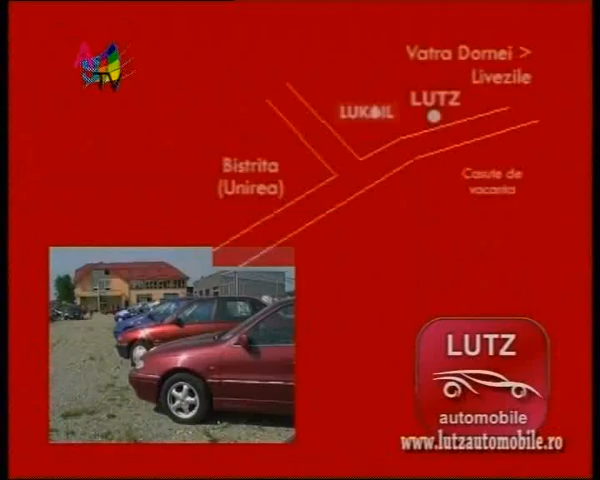 Vatra Dornei >
Livezile
LUTZ
LUKOIL
Bistrita
(Unirea)
Casute de
vacanta
LUTZ
automobile
www.lutzautomobile.ro